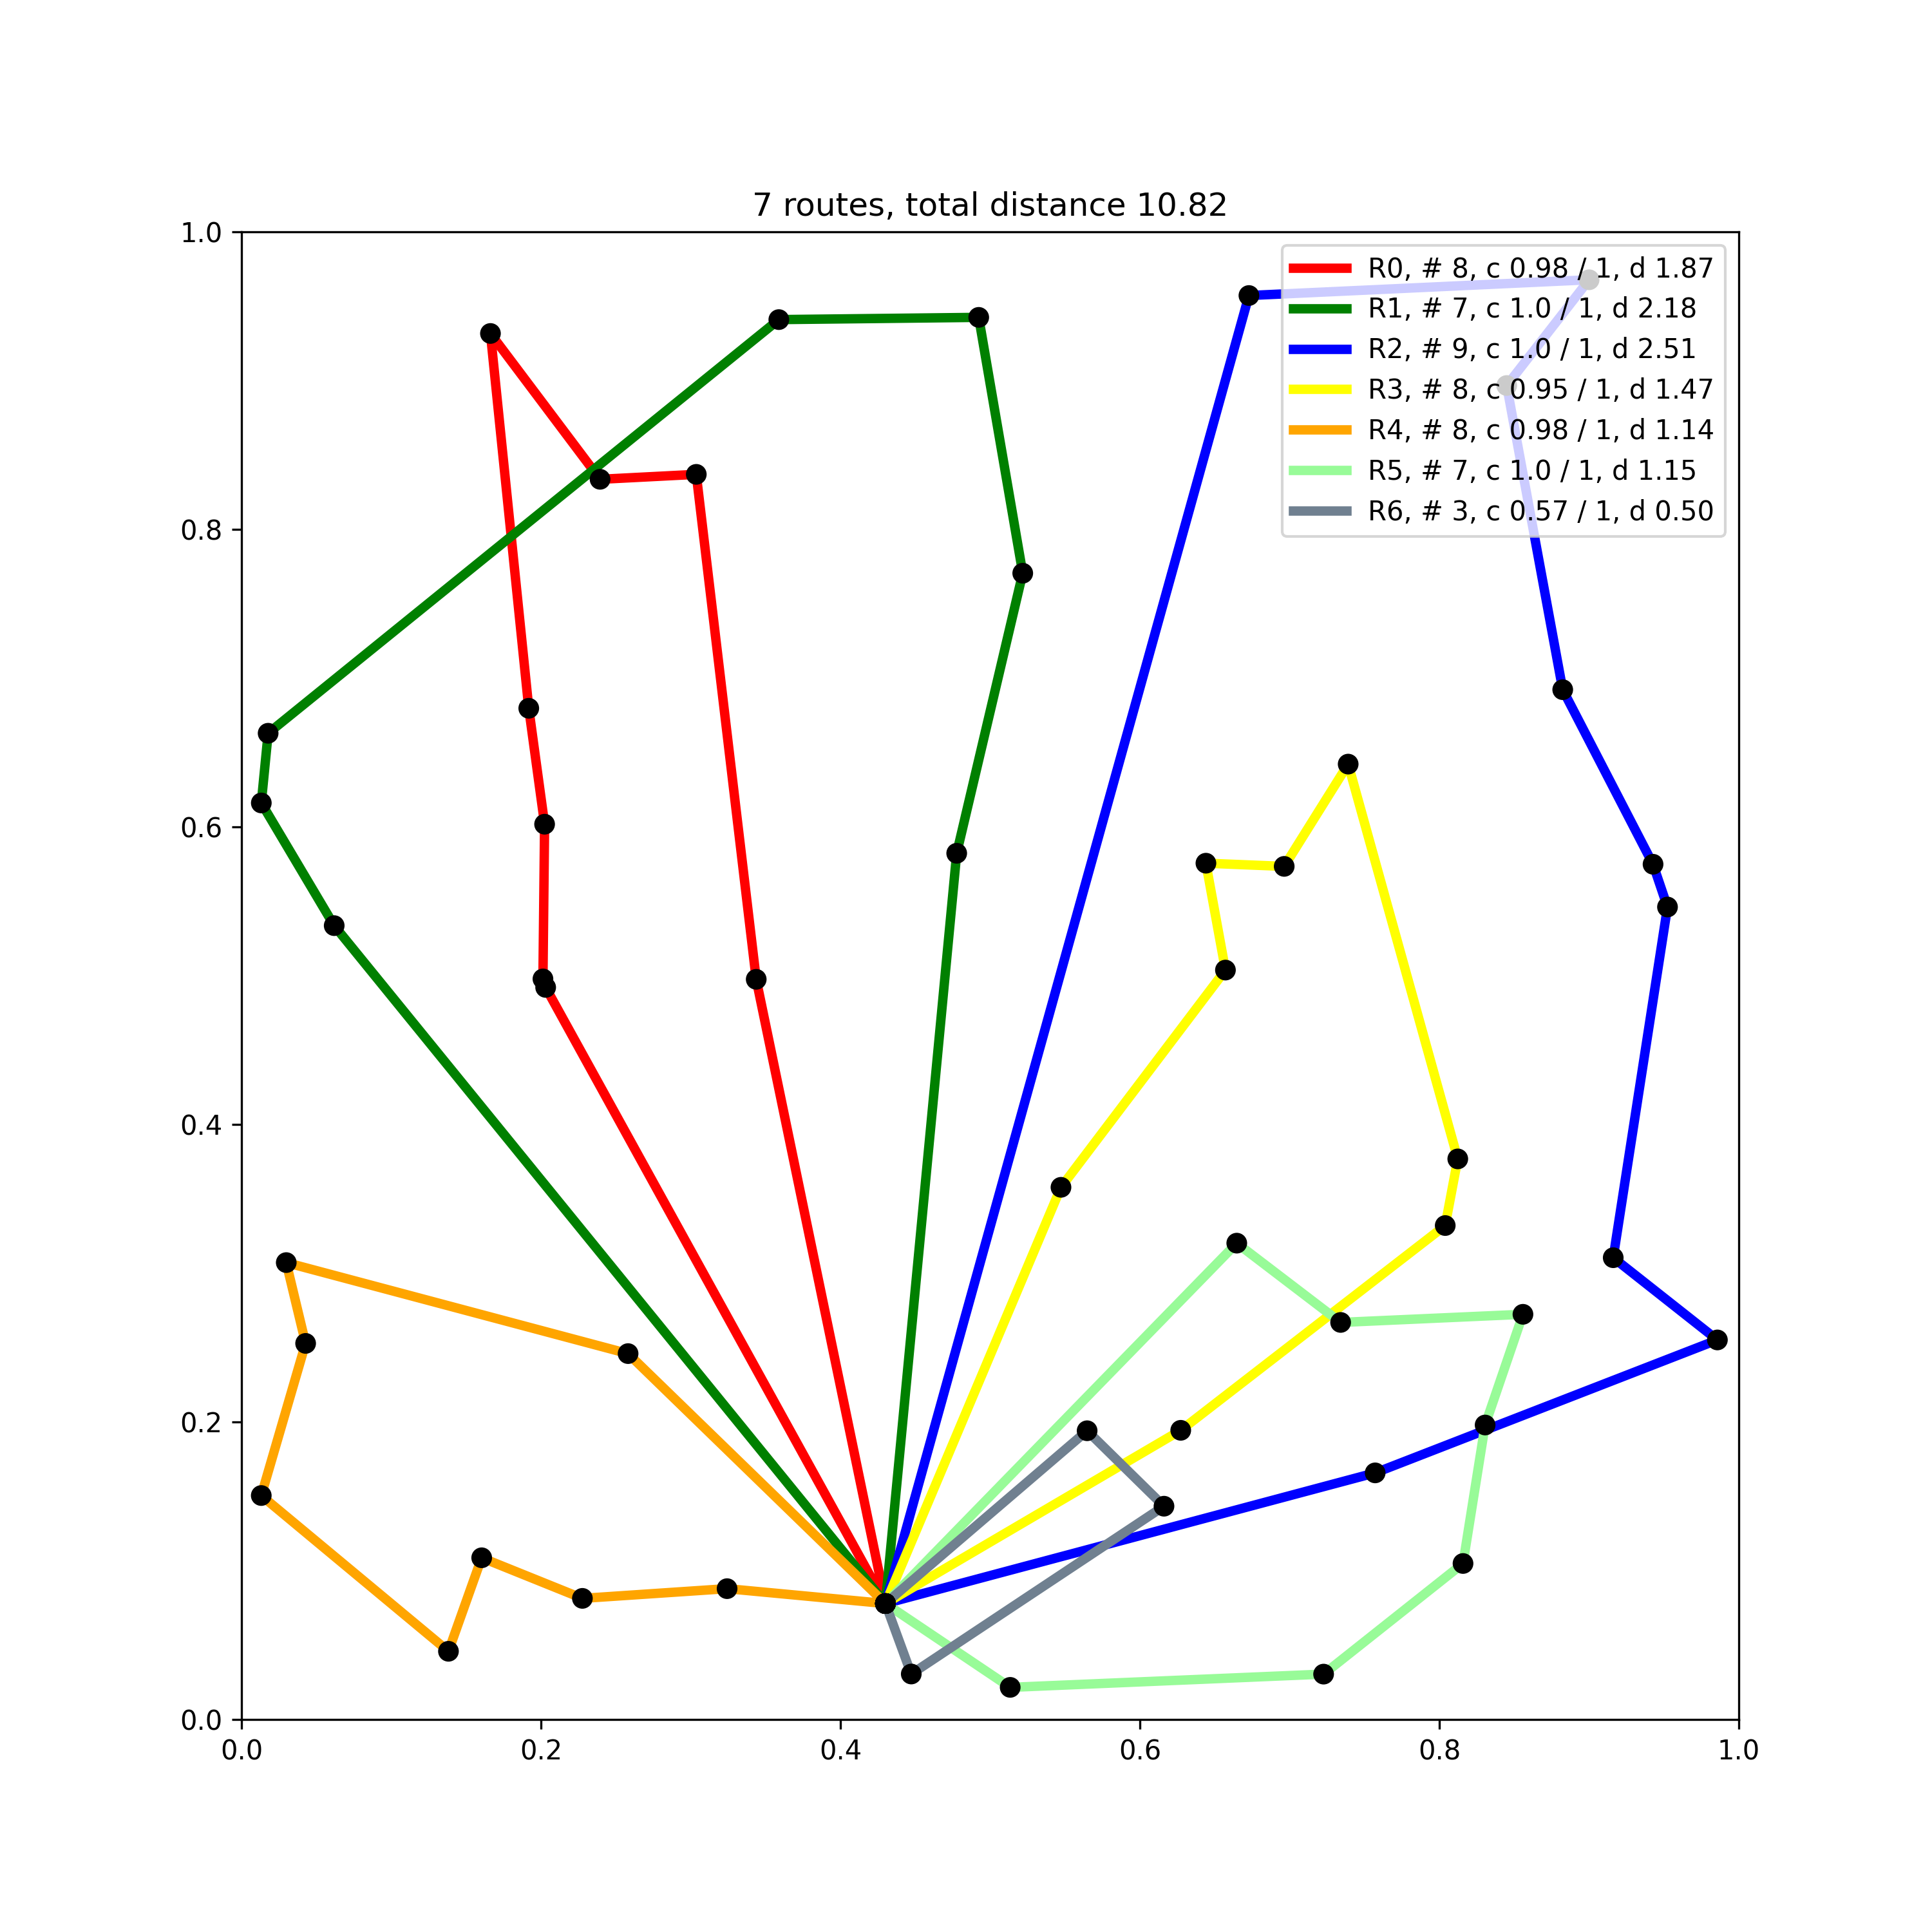 7 routes, total distance 10.82
1.0
0.8
0.6
0.4
0.2
0.0
R0, # 8, c 0.98 / 1, d 1.87
R1, # 7, c 1.0 / 1, d 2.18
R2, # 9, c 1.0 / 1, d 2.51
R3, # 8, c 0.95 / 1, d 1.47
R4, # 8, c 0.98 / 1, d 1.14
R5, # 7, c 1.0 / 1, d 1.15
R6, # 3, c 0.57 / 1, d 0.50
0.0 0.2 0.4 0.6 0.8 1.0